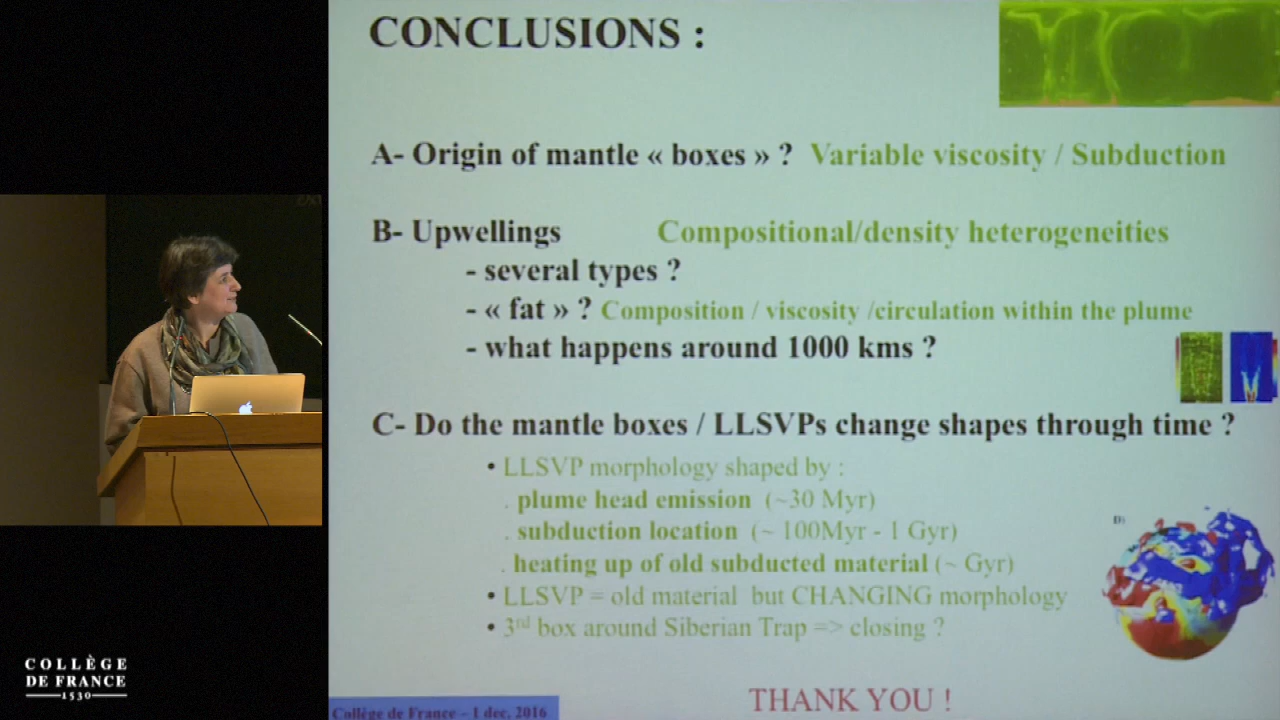 CONCLUSIONS :
A- Origin of mantle « boxes » ? Variable viscosity / Subduction
B- Upwellings Compositional/density heterogeneities
- several types ?
- « fat » ? Composition / viscosity /circulation within the plume
- what happens around 1000 kms ?
C- Do the mantle boxes / LLSVPs change shapes through time ?
• LLSVP morphology shaped by :
. plume head emission (~30 Myr)
. subduction location (~ 100Myr - 1 Gyr)
. heating up of old subducted material (~ Gyr)
• LLSVP = old material but CHANGING morphology
• 3rd box around Siberian Trap => closing ?
D)
THANK YOU !
Collège de France – 1 dec, 2016
COLLÈGE
DE FRANCE
1530